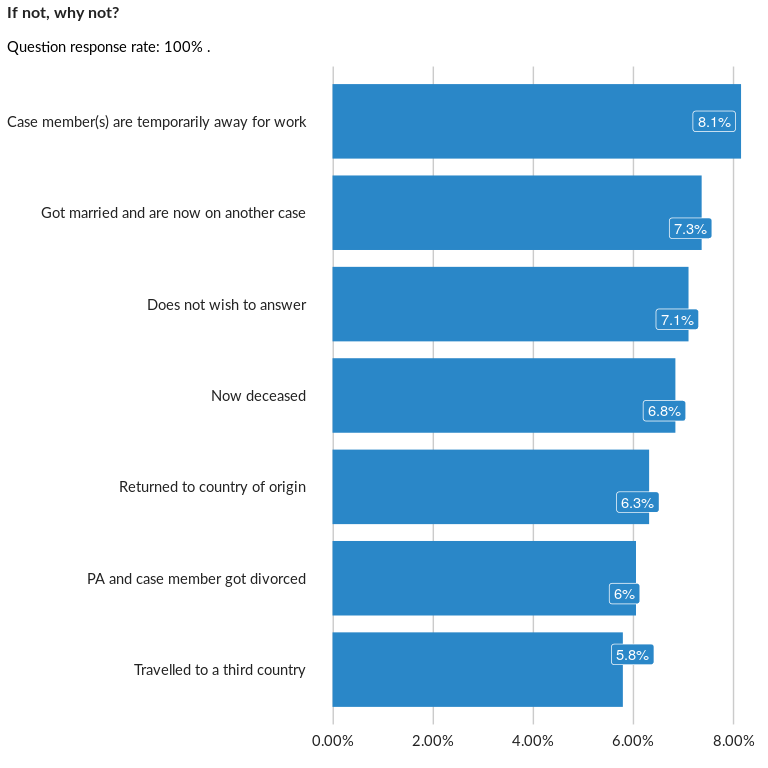 If not, why not?
Question response rate: 100% .
Case member(s) are temporarily away for work 8.1%
Got married and are now on another case 7.3%
Does not wish to answer 7.1%
Now deceased 6.8%
Returned to country of origin 6.3%
PA and case member got divorced 6%
Travelled to a third country 5.8%
0.00% 2.00% 4.00% 6.00% 8.00%